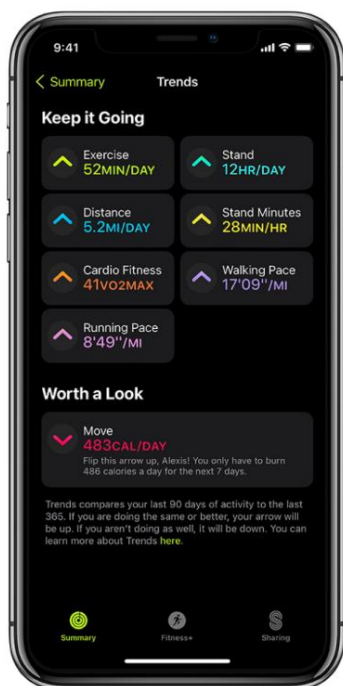 9:41
Summary
Trends
Keep it Going
Exercise
52MIN/DAY
Stand
12HR/DAY
Distance
5.2MI/DAY
Stand Minutes
28MIN/HR
Cardio Fitness
41VO2MAX
Walking Pace
17'09"/MI
Running Pace
8'49"/MI
Worth a Look
Move
483CAL/DAY
Flip this arrow up, Alexis! You only have to burn
486 calories a day for the next 7 days.
Trends compares your last 90 days of activity to the last
365. If you are doing the same or better, your arrow will
be up. If you aren't doing as well, it will be down. You can
learn more about Trends here.
Summary
Fitness+
Sharing